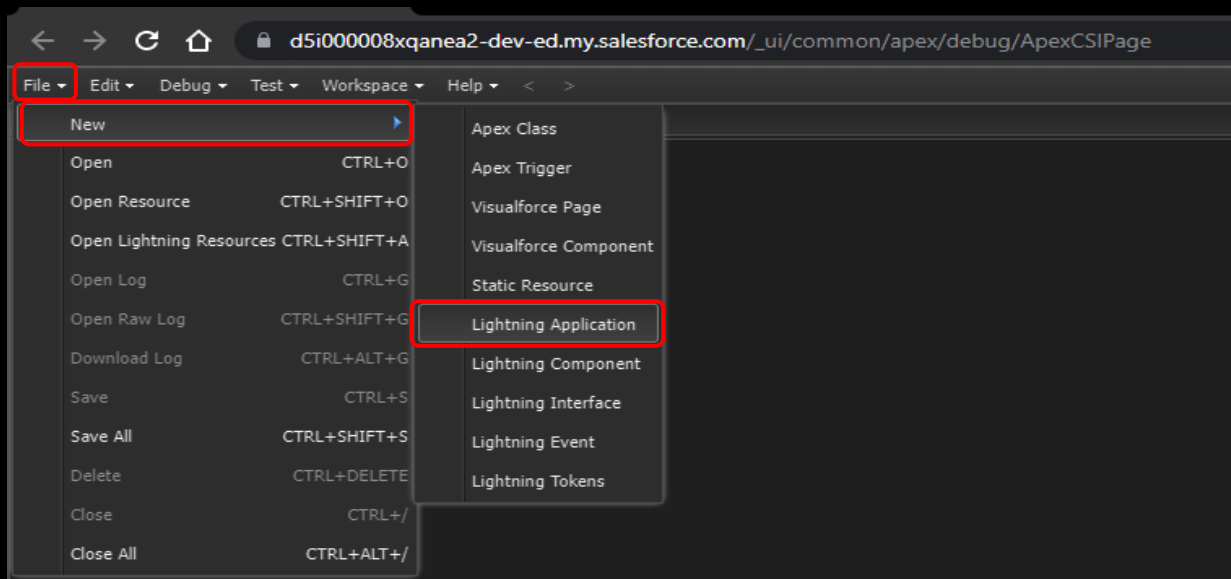 d5i000008xqanea2-dev-ed.my.salesforce.com/_ui/common/apex/debug/ApexCSIPage
File Edit Debug Test Workspace Help < >
New
Open CTRL+O
Open Resource CTRL+SHIFT+O
Open Lightning Resources CTRL+SHIFT+A
Open Log CTRL+G
Open Raw Log CTRL+SHIFT+G
Download Log CTRL+ALT+G
Save CTRL+S
Save All CTRL+SHIFT+S
Delete CTRL+DELETE
Close CTRL+/
Close All CTRL+ALT+/
Apex Class
Apex Trigger
Visualforce Page
Visualforce Component
Static Resource
Lightning Application
Lightning Component
Lightning Interface
Lightning Event
Lightning Tokens